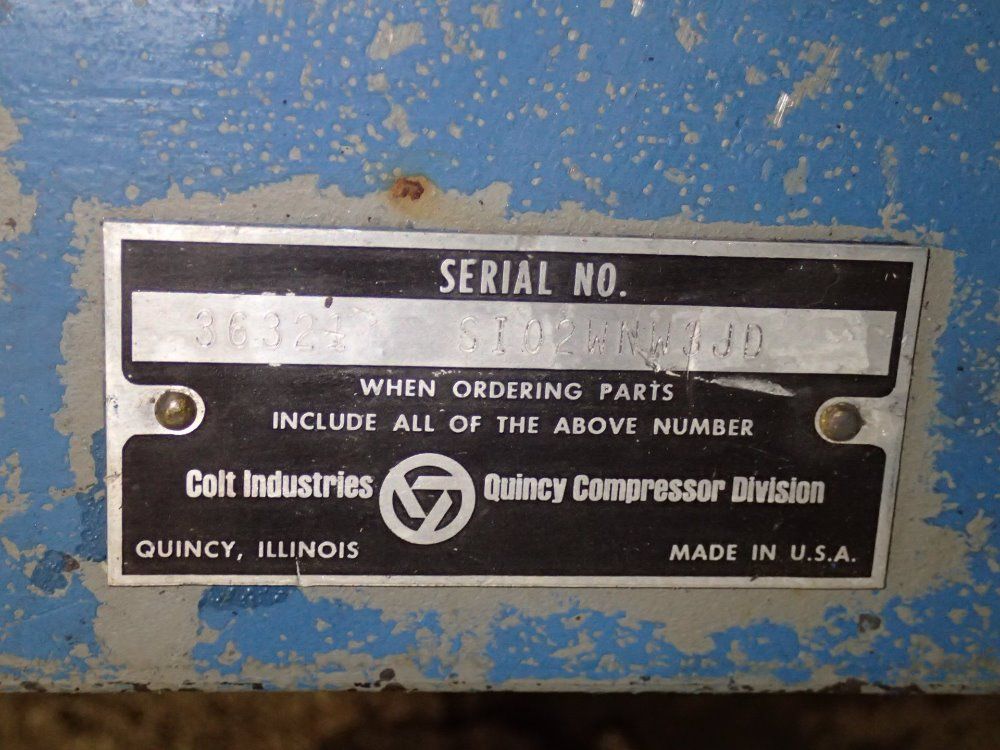 SERIAL NO.
SI02WNW3JD
WHEN ORDERING PARTS
INCLUDE ALL OF THE ABOVE NUMBER
Colt Industries Quincy Compressor Division
QUINCY, ILLINOIS MADE IN U.S.A.